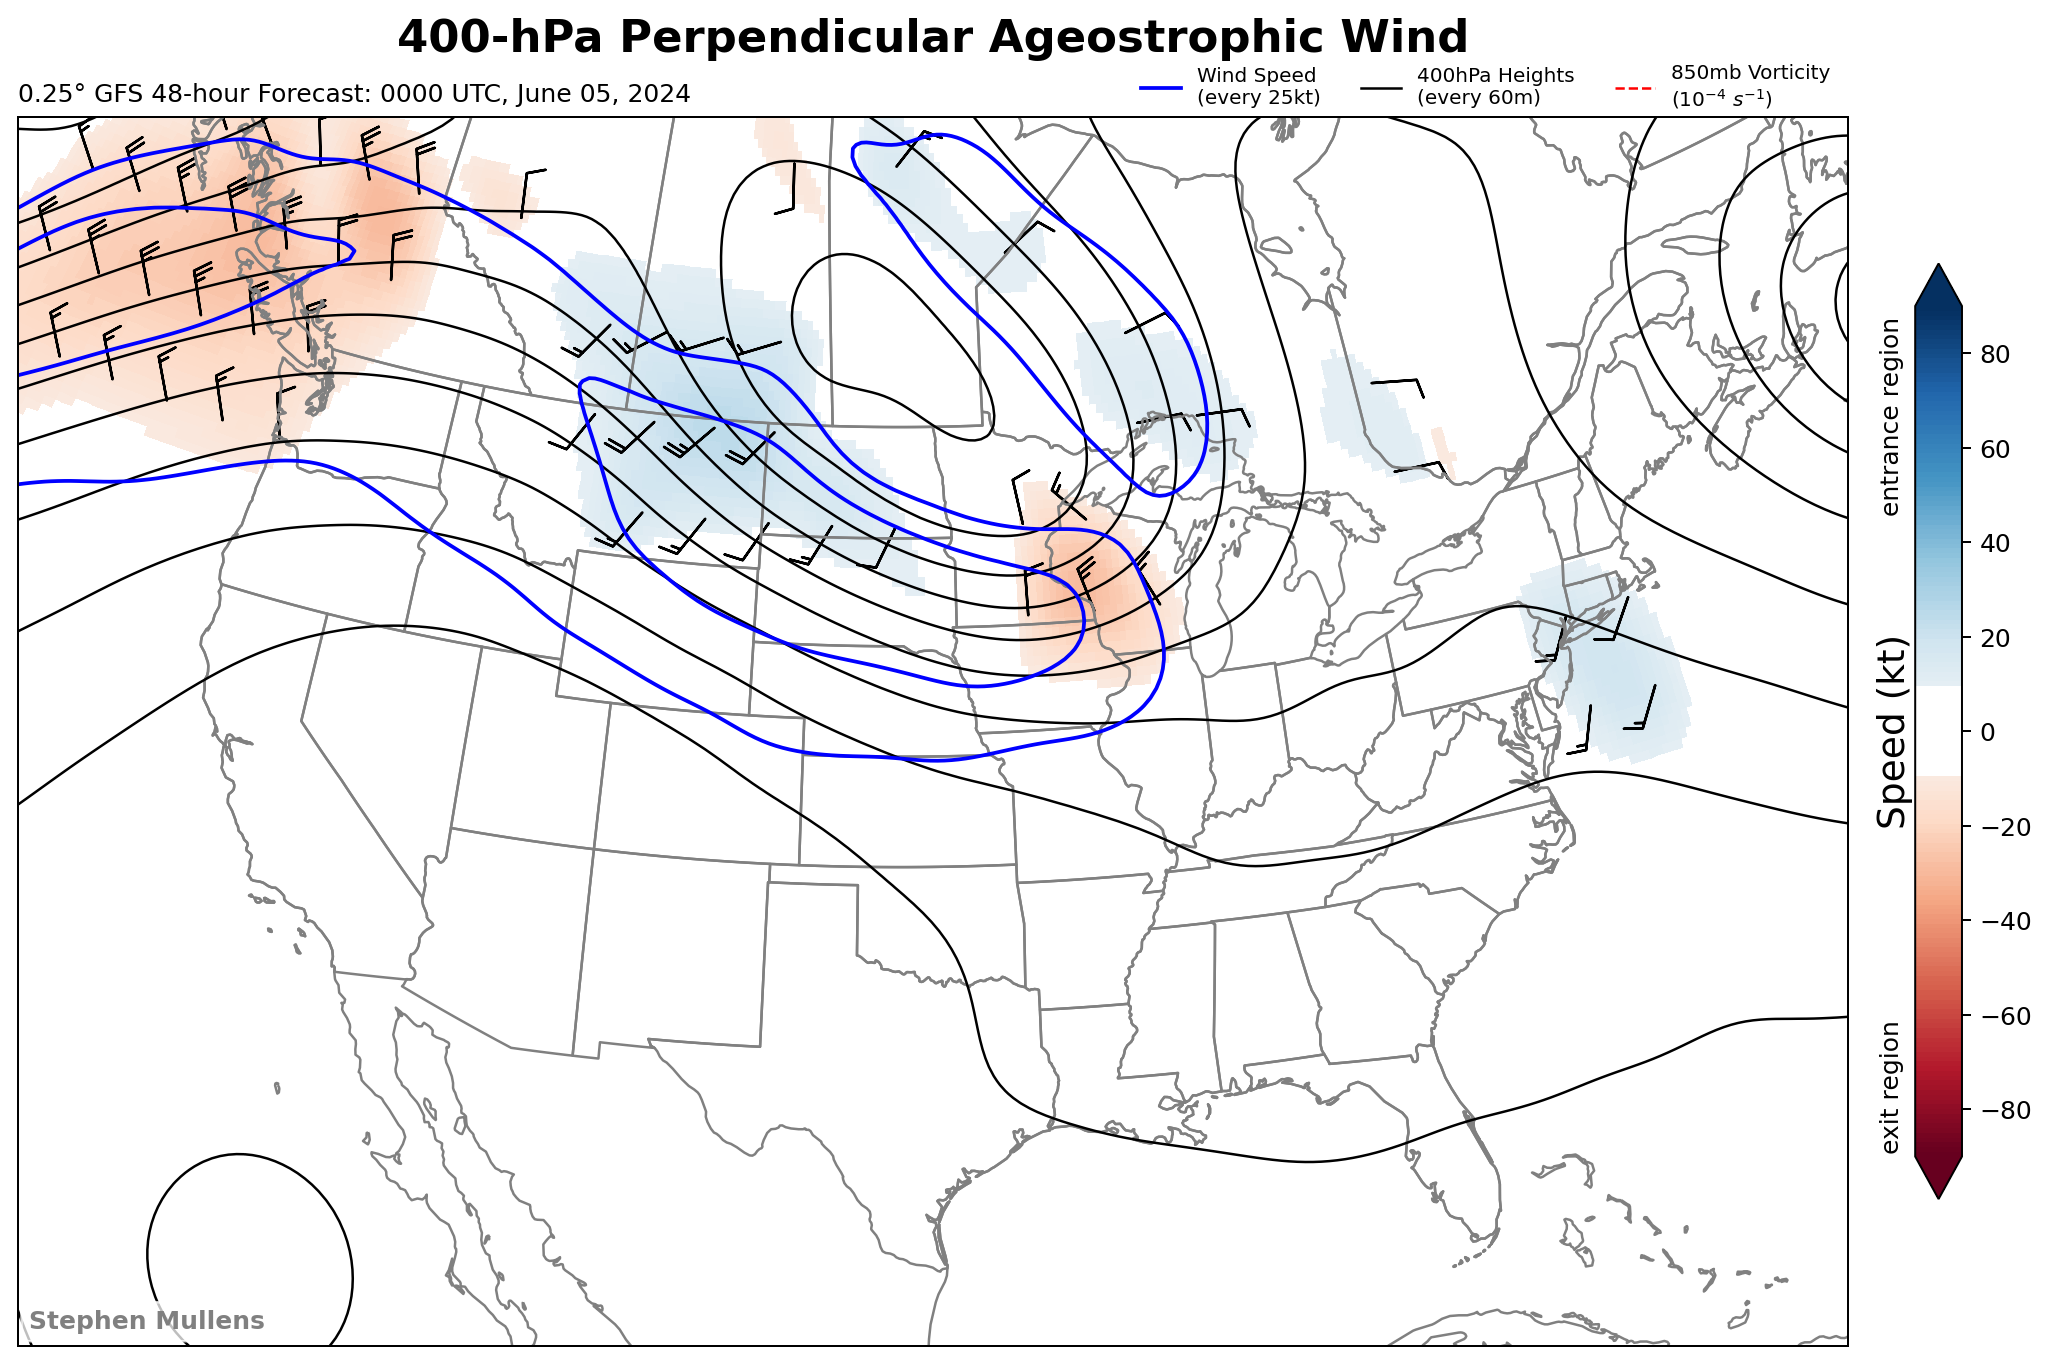 400-hPa Perpendicular Ageostrophic Wind
0.25° GFS 48-hour Forecast: 0000 UTC, June 05, 2024
Wind Speed
(every 25kt)
400hPa Heights
(every 60m)
850mb Vorticity
(10⁻⁴ s⁻¹)
entrance region
Speed (kt)
exit region
80
60
40
20
0
−20
−40
−60
−80
Stephen Mullens